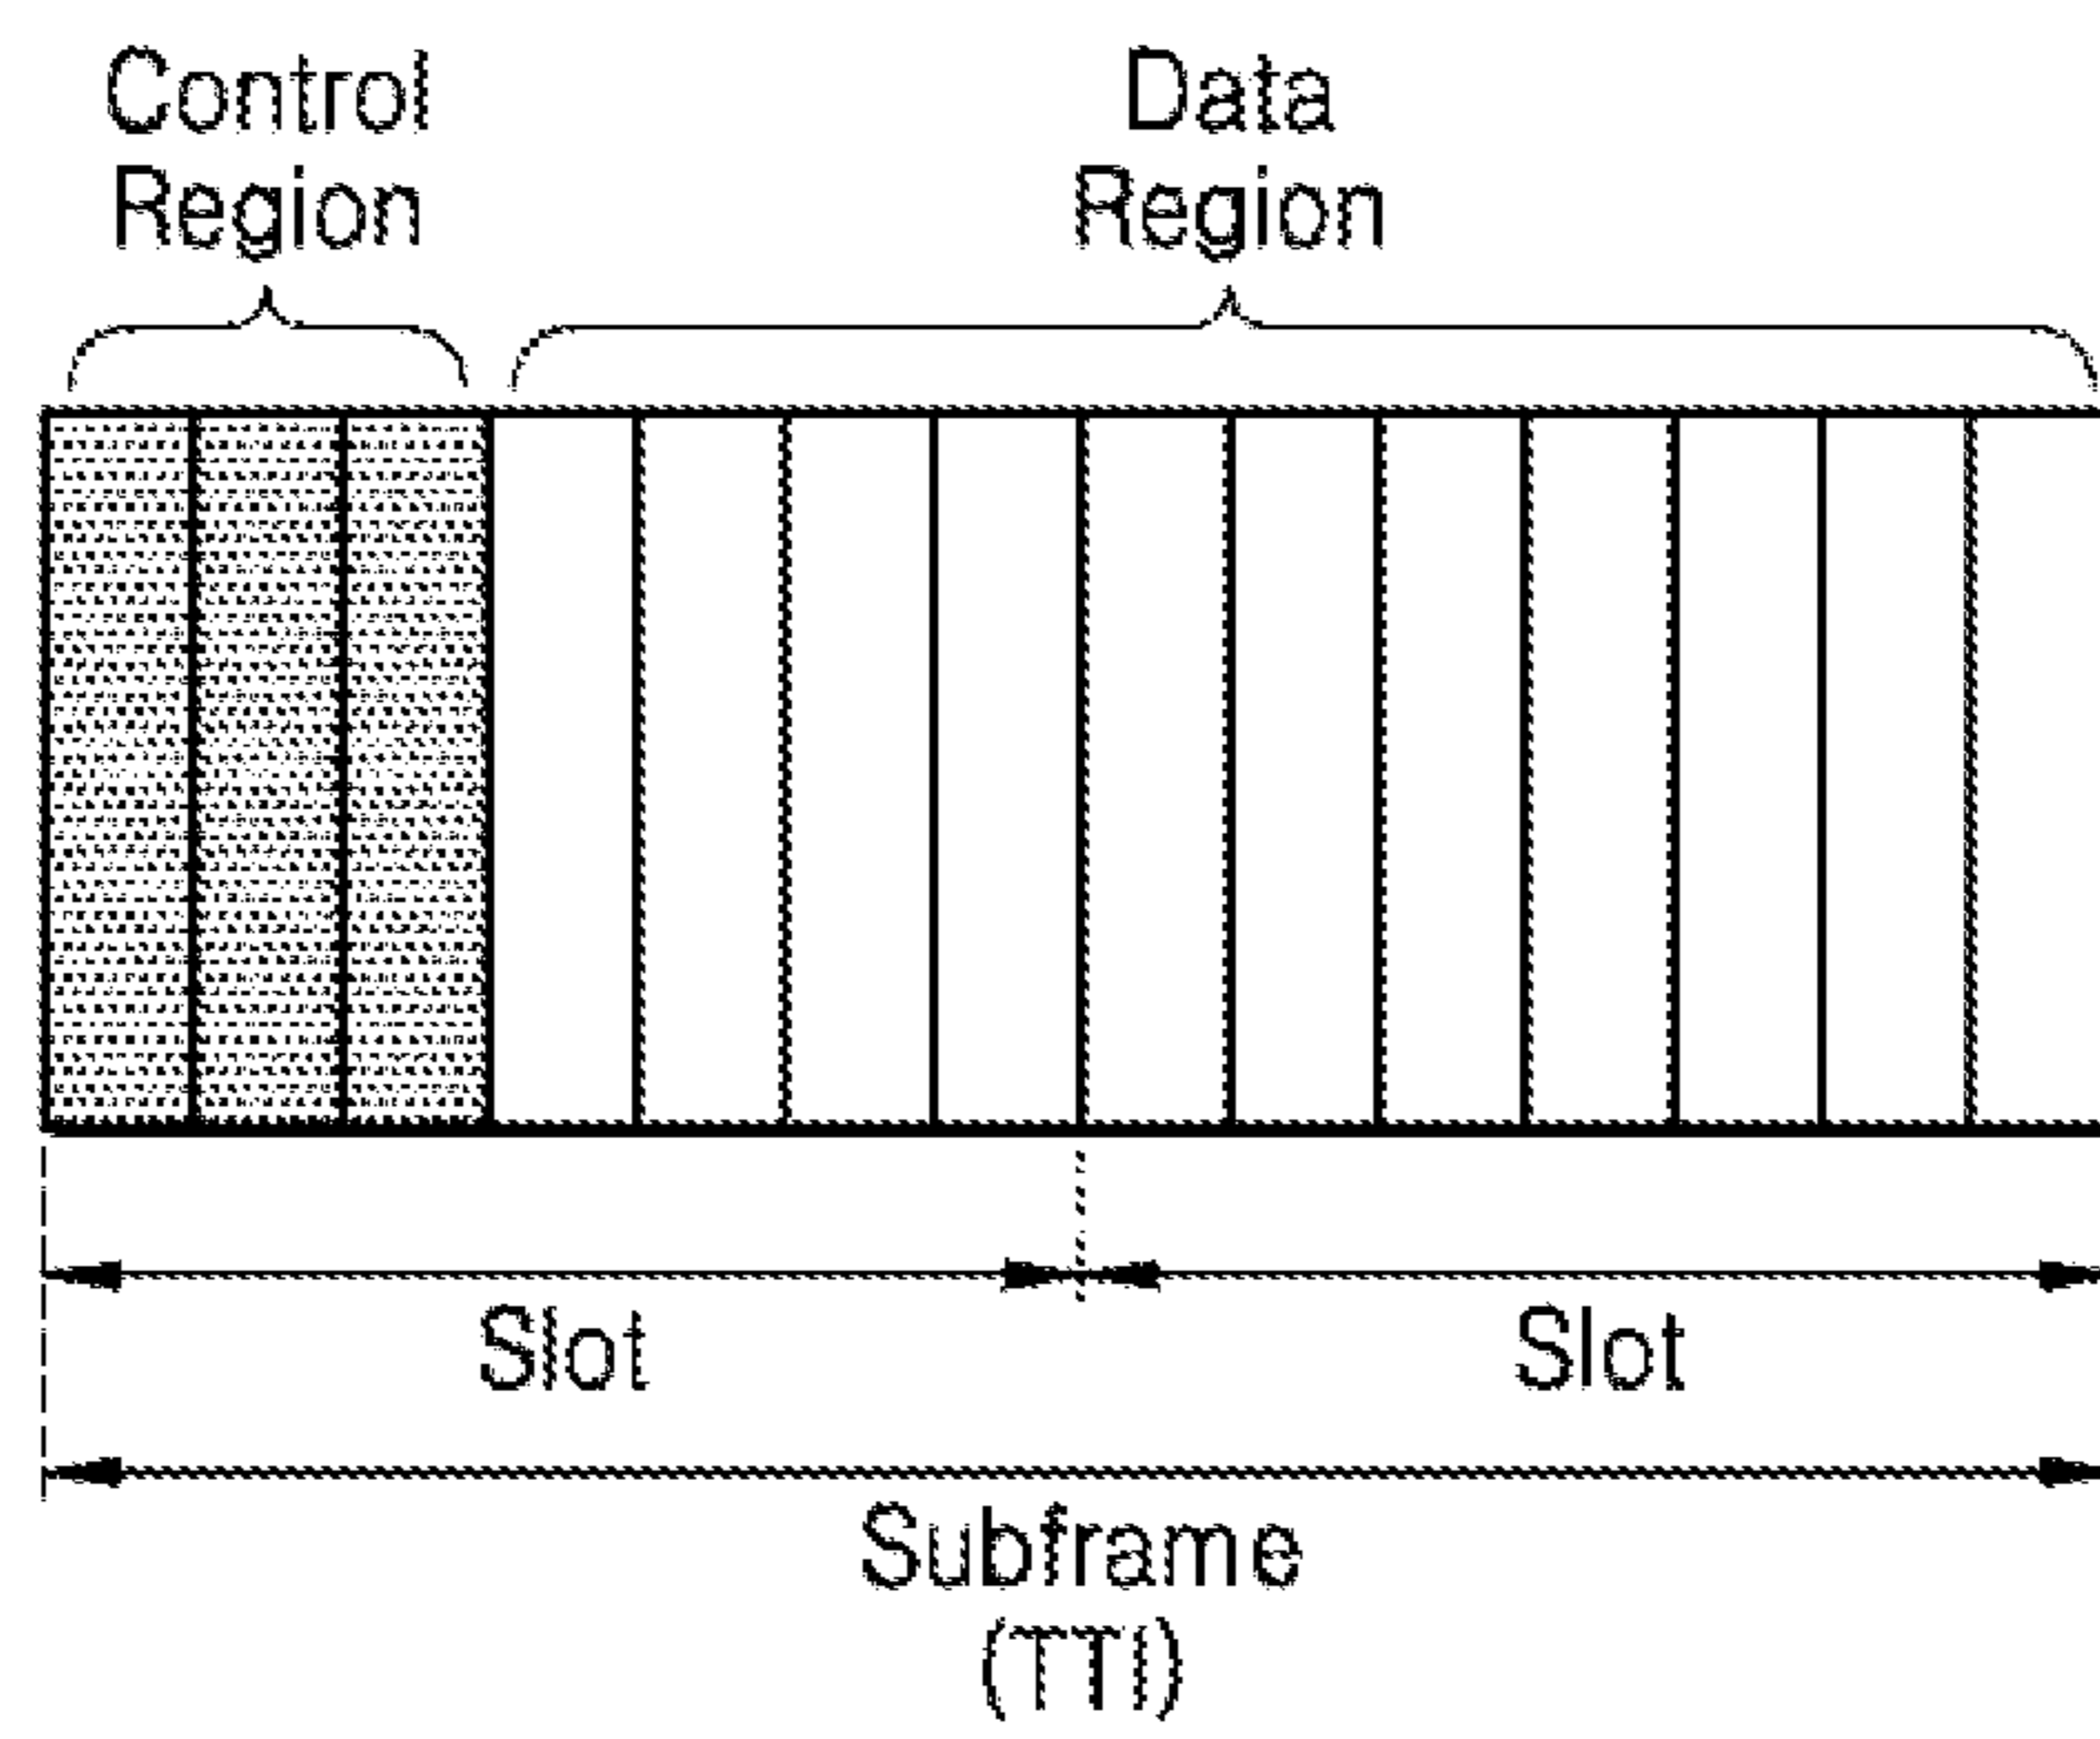 Control
Region
Data
Region
Slot
Slot
Subframe
(TTI)